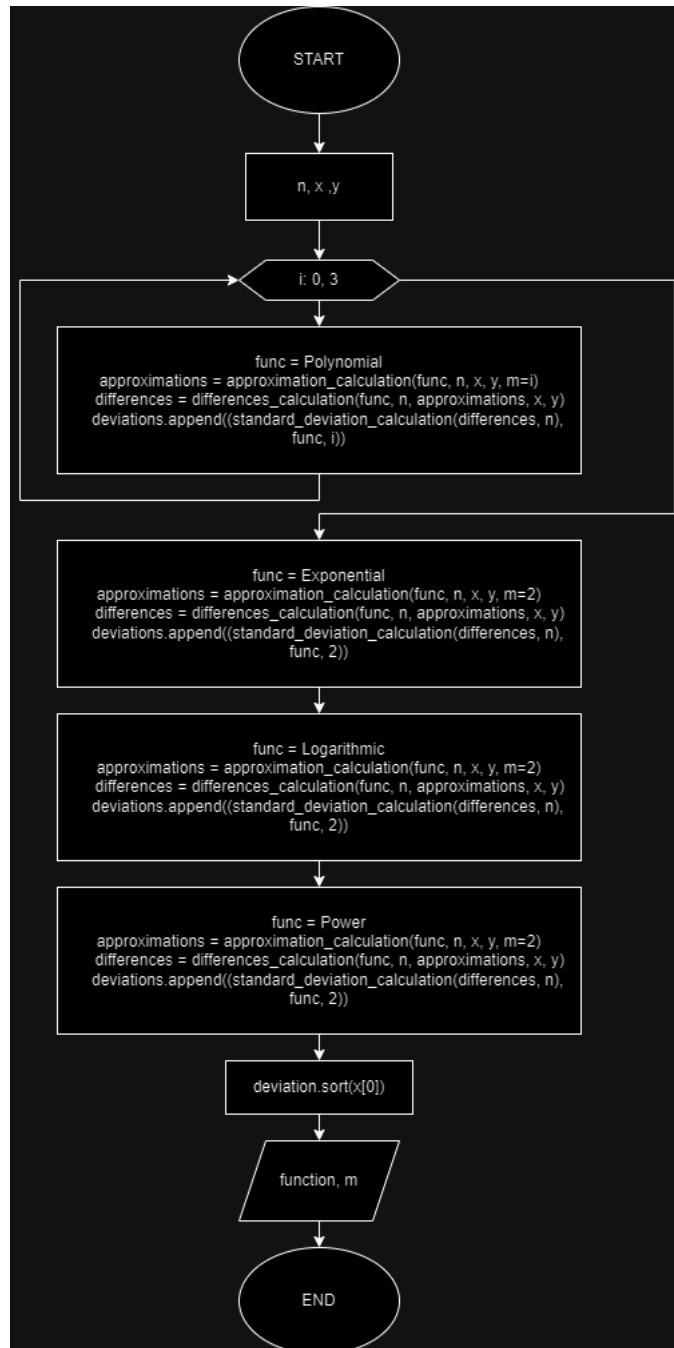 START
n, x ,y
i: 0, 3
func = Polynomial
approximations = approximation_calculation(func, n, x, y, m=i)
differences = differences_calculation(func, n, approximations, x, y)
deviations.append((standard_deviation_calculation(differences, n),
func, i))
func = Exponential
approximations = approximation_calculation(func, n, x, y, m=2)
differences = differences_calculation(func, n, approximations, x, y)
deviations.append((standard_deviation_calculation(differences, n),
func, 2))
func = Logarithmic
approximations = approximation_calculation(func, n, x, y, m=2)
differences = differences_calculation(func, n, approximations, x, y)
deviations.append((standard_deviation_calculation(differences, n),
func, 2))
func = Power
approximations = approximation_calculation(func, n, x, y, m=2)
differences = differences_calculation(func, n, approximations, x, y)
deviations.append((standard_deviation_calculation(differences, n),
func, 2))
deviation.sort(x[0])
function, m
END